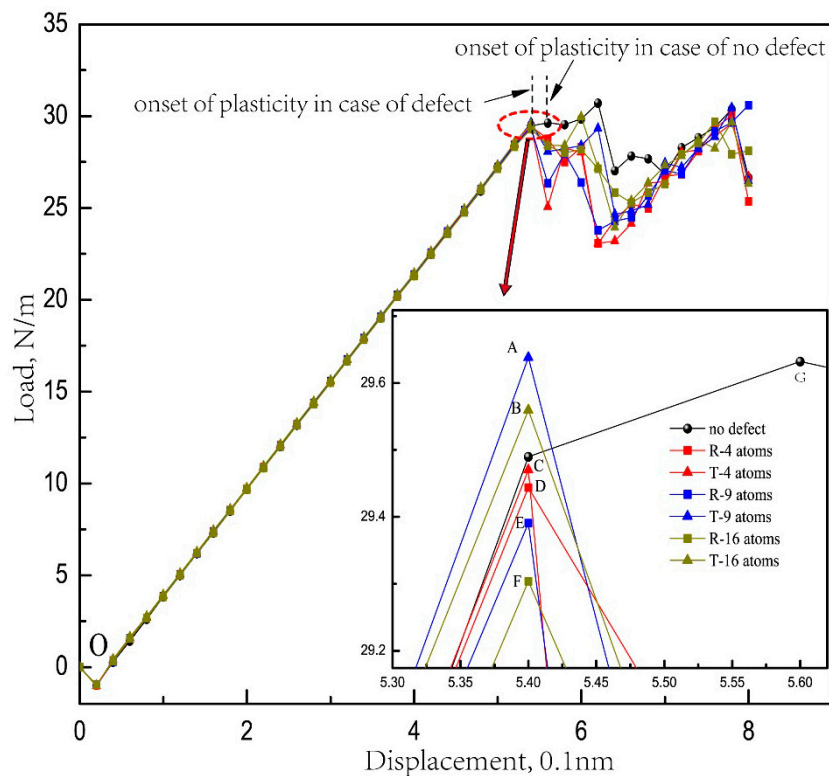 35
30
25
20
15
10
5
0
Load, N/m
onset of plasticity in case of no defect
onset of plasticity in case of defect
O
29.6
29.4
29.2
A
B
C
D
E
F
G
no defect
R-4 atoms
T-4 atoms
R-9 atoms
T-9 atoms
R-16 atoms
T-16 atoms
5.30 5.35 5.40 5.45 5.50 5.55 5.60
0 2 4 6 8
Displacement, 0.1nm